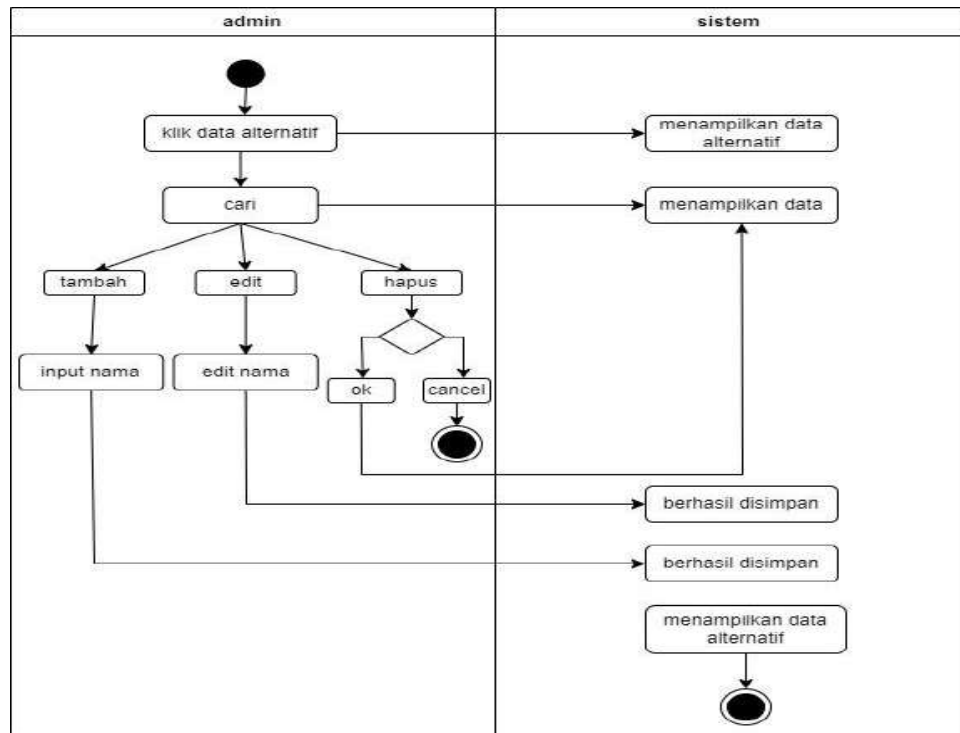 admin
sistem
klik data alternatif
menampilkan data
alternatif
cari
menampilkan data
tambah
edit
hapus
input nama
edit nama
ok
cancel
berhasil disimpan
berhasil disimpan
menampilkan data
alternatif